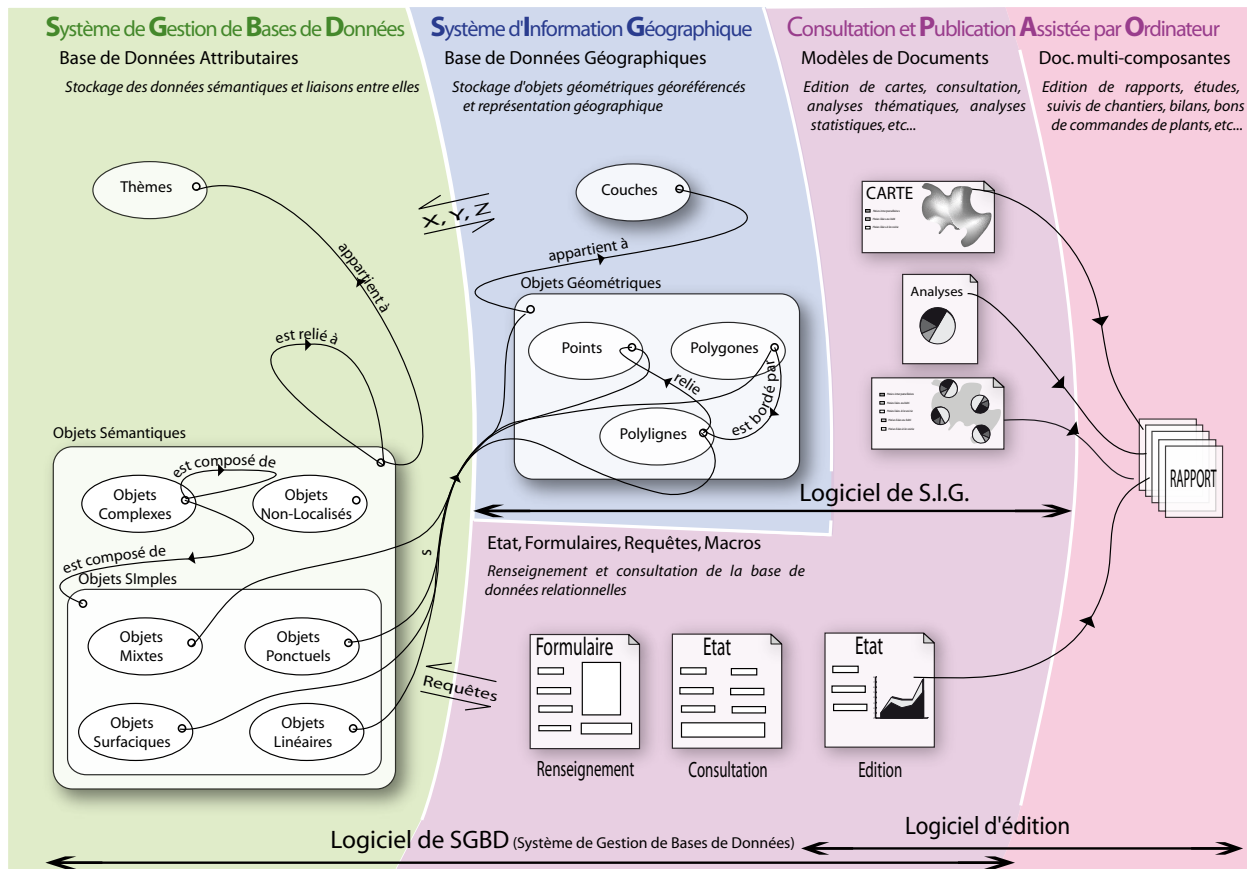 Système de Gestion de Bases de Données
Base de Données Attributaires
Stockage des données sémantiques et liaisons entre elles
Système d'Information Géographique
Base de Données Géographiques
Stockage d'objets géométriques géoréférencés
et représentation géographique
Consultation et Publication Assistée par Ordinateur
Modèles de Documents
Edition de cartes, consultation,
analyses thématiques, analyses
statistiques, etc...
Doc. multi-composantes
Edition de rapports, études,
suivis de chantiers, bilans, bons
de commandes de plants, etc...
Thèmes
appartient à
est relié à
X, Y, Z
Couches
appartient à
Objets Géométriques
Points
Polygones
relie
est bordé par
Polylignes
CARTE
Analyses
RAPPORT
Logiciel de S.I.G.
Objets Sémantiques
est composé de
Objets
Complexes
Objets
Non-Localisés
est composé de
Objets SImples
Objets
Mixtes
Objets
Ponctuels
Objets
Surfaciques
Objets
Linéaires
s
Etat, Formulaires, Requêtes, Macros
Renseignement et consultation de la base de
données relationnelles
Requêtes
Formulaire
Etat
Etat
Renseignement
Consultation
Edition
Logiciel de SGBD (Système de Gestion de Bases de Données)
Logiciel d'édition